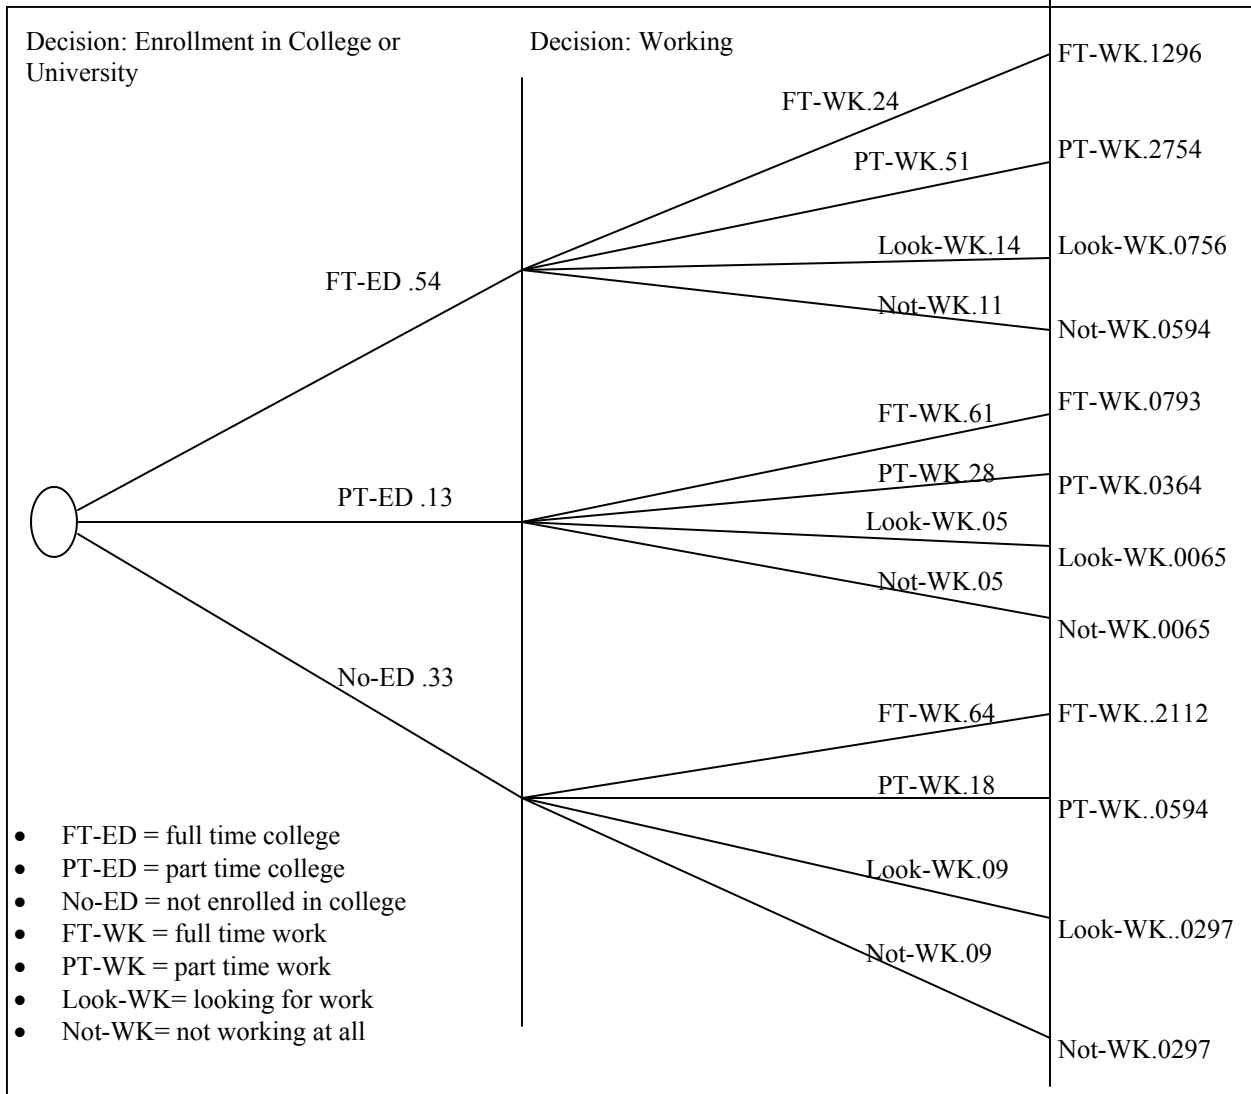 Decision: Enrollment in College or
University
Decision: Working
FT-ED .54
PT-ED .13
No-ED .33
FT-WK.24
PT-WK.51
Look-WK.14
Not-WK.11
FT-WK.61
PT-WK.28
Look-WK.05
Not-WK.05
FT-WK.64
PT-WK.18
Look-WK.09
Not-WK.09
FT-WK.1296
PT-WK.2754
Look-WK.0756
Not-WK.0594
FT-WK.0793
PT-WK.0364
Look-WK.0065
Not-WK.0065
FT-WK..2112
PT-WK..0594
Look-WK..0297
Not-WK.0297
• FT-ED = full time college
• PT-ED = part time college
• No-ED = not enrolled in college
• FT-WK = full time work
• PT-WK = part time work
• Look-WK= looking for work
• Not-WK= not working at all